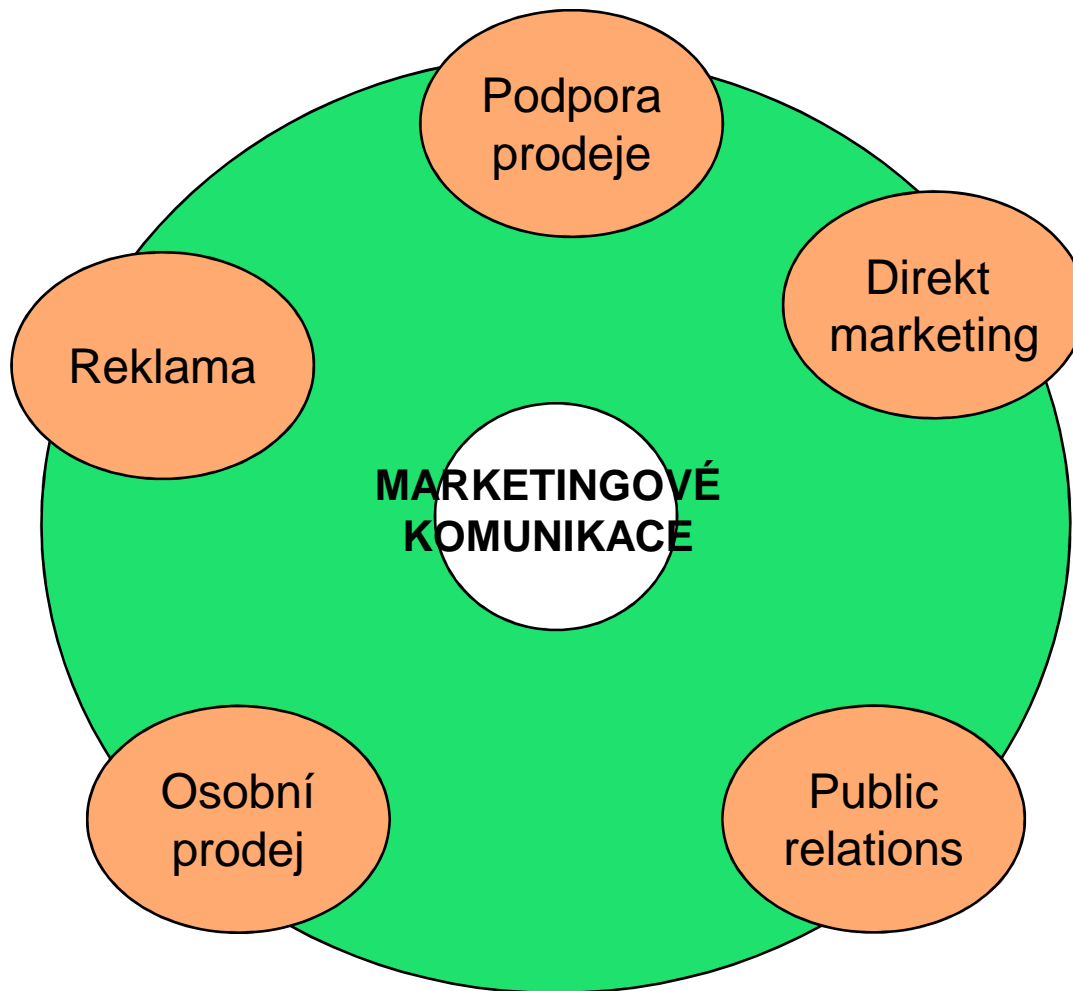 Podpora
prodeje
Direkt
marketing
Reklama
MARKETINGOVÉ
KOMUNIKACE
Osobní
prodej
Public
relations